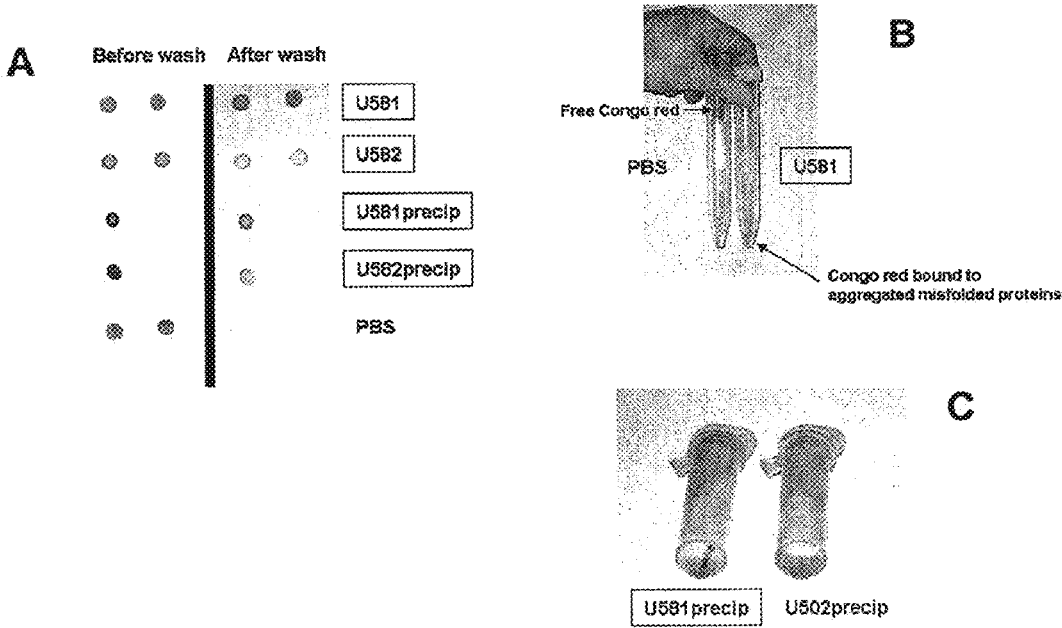 A
Before wash After wash
U581
U582
U581precip
U582precip
PBS
B
Free Congo red
PBS
U581
Congo red bound to
aggregated misfolded proteins
C
U581precip U502precip